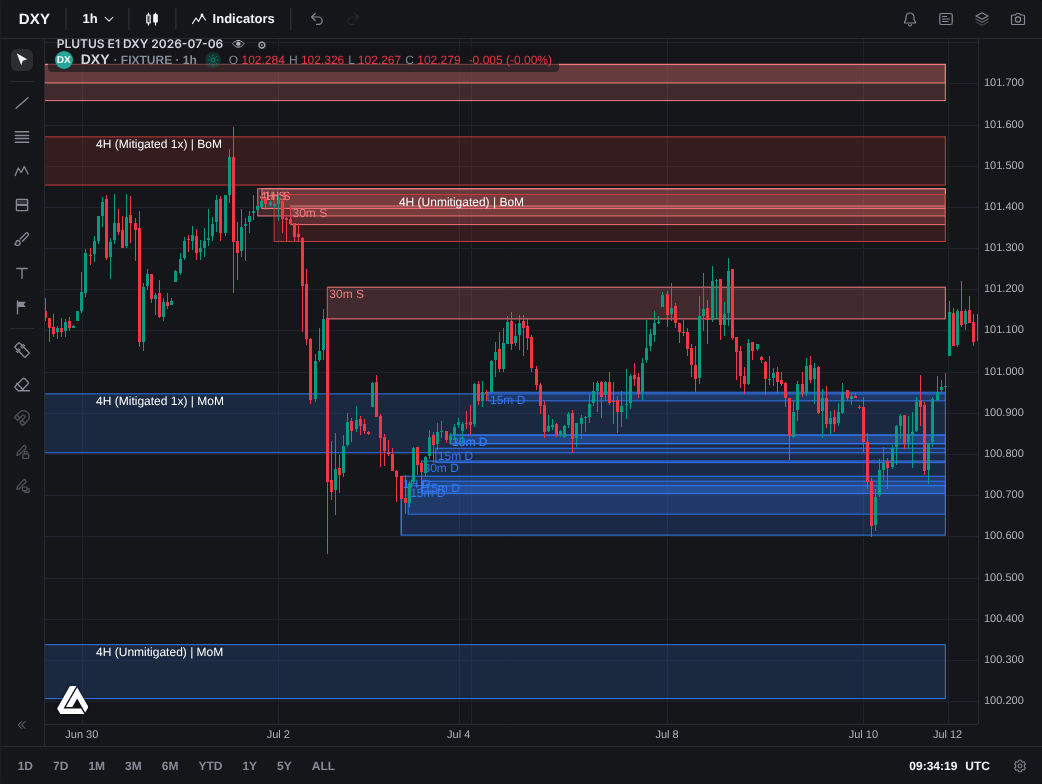 DXY 1h Indicators
PLUTUS E1DXY 2026-07-06
DX DXY · FIXTURE · 1h O 102.284 H 102.326 L 102.267 C 102.279 -0.005 (-0.00%)
101.700
101.600
4H (Mitigated 1x) | BoM
101.500
4H (Unmitigated) | BoM
101.400
30m S
101.300
30m S
101.200
101.100
101.000
4H (Mitigated 1x) | MoM
15m D
100.900
15m D
100.800
30m D
15m D
100.700
100.600
100.500
100.400
4H (Unmitigated) | MoM
100.300
100.200
Jun 30 Jul 2 Jul 4 Jul 8 Jul 10 Jul 12
1D 7D 1M 3M 6M YTD 1Y 5Y ALL 09:34:19 UTC